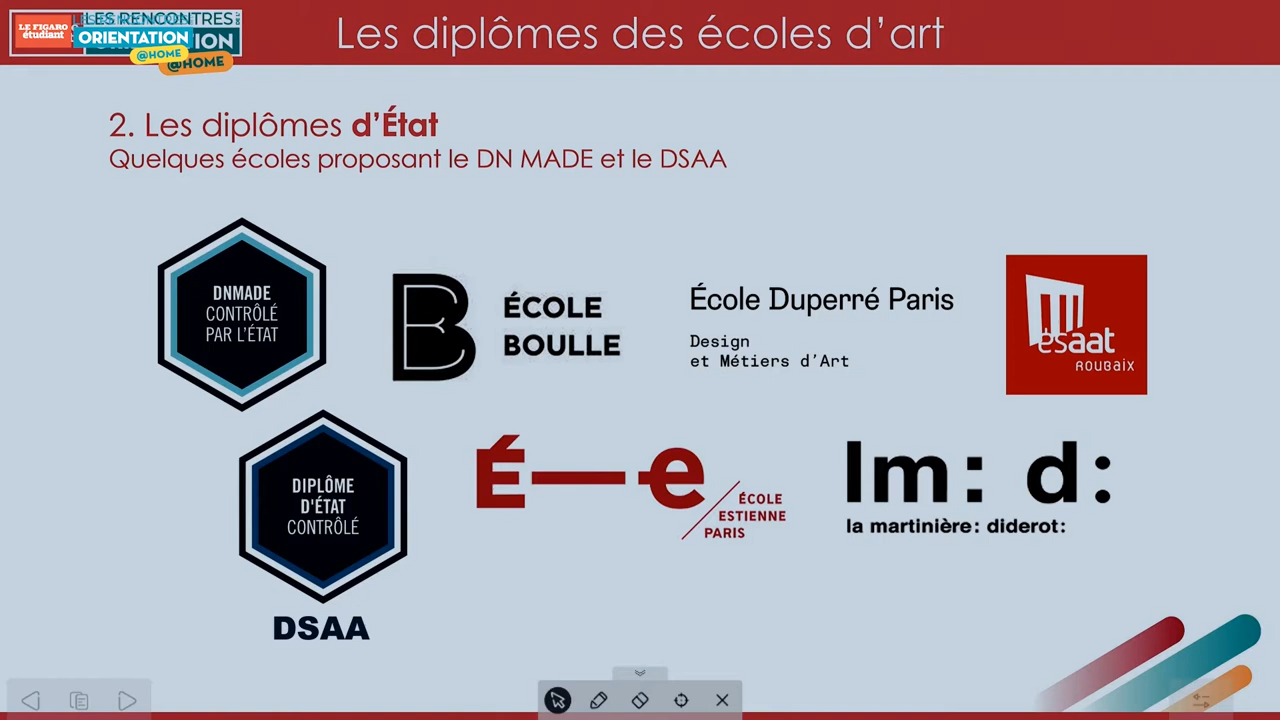 LE FIGARO
étudiant
LES RENCONTRES
ORIENTATION
@HOME
@HOME
Les diplômes des écoles d'art
2. Les diplômes d'État
Quelques écoles proposant le DN MADE et le DSAA
DNMADE
CONTRÔLÉ
PAR L'ÉTAT
B
ÉCOLE
BOULLE
École Duperré Paris
Design
et Métiers d'Art
ésaat
ROUBAIX
DIPLÔME
D'ÉTAT
CONTRÔLÉ
DSAA
É—e
ÉCOLE
ESTIENNE
PARIS
lm: d:
la martinière: diderot: